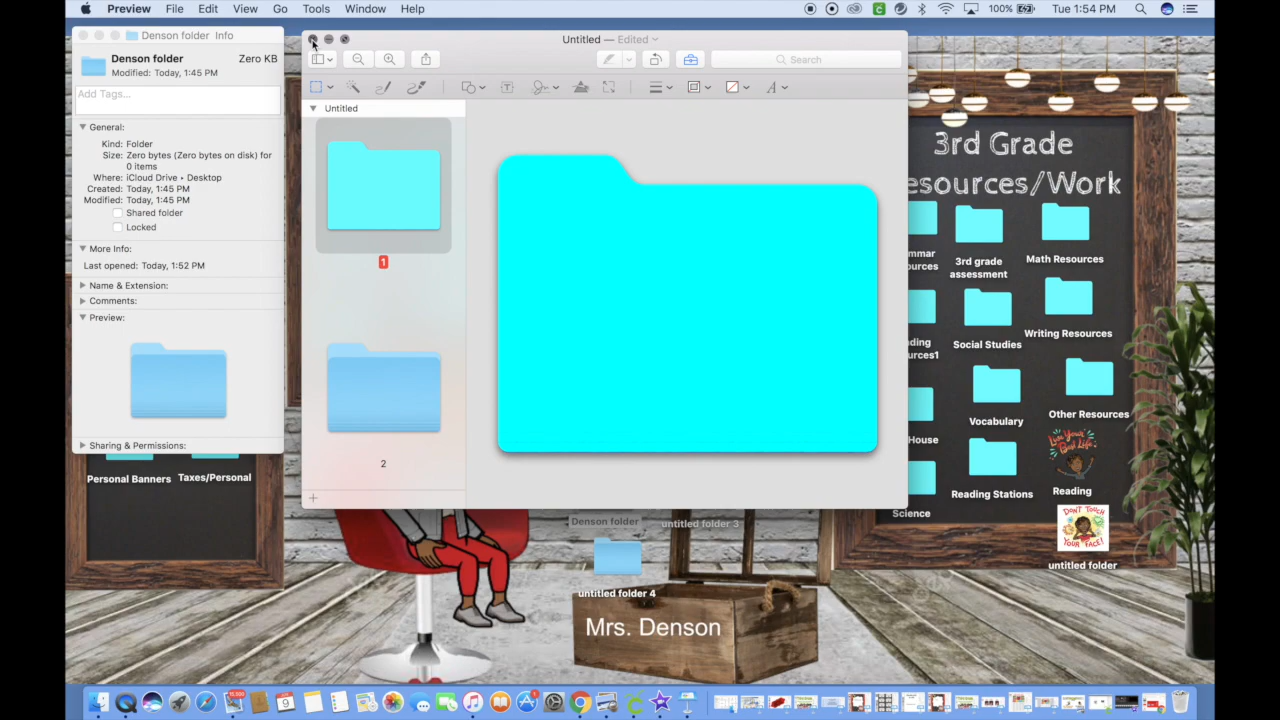 Preview File Edit View Go Tools Window Help
100% Tue 1:54 PM
Denson folder Info
Denson folder Zero KB
Modified: Today, 1:45 PM
Add Tags...
General:
Kind: Folder
Size: Zero bytes (Zero bytes on disk) for
0 items
Where: iCloud Drive • Desktop
Created: Today, 1:45 PM
Modified: Today, 1:45 PM
Shared folder
Locked
More Info:
Last opened: Today, 1:52 PM
Name & Extension:
Comments:
Preview:
Sharing & Permissions:
Personal Banners
Taxes/Personal
Untitled — Edited
Search
Untitled
1
2
3rd Grade
esources/Work
mmar
ources
3rd grade
assessment
Math Resources
ding
ources1
Social Studies
Writing Resources
House
Vocabulary
Other Resources
Science
Reading Stations
Reading
DON'T TOUCH
YOUR FACE!
untitled folder
Denson folder
untitled folder 3
untitled folder 4
Mrs. Denson